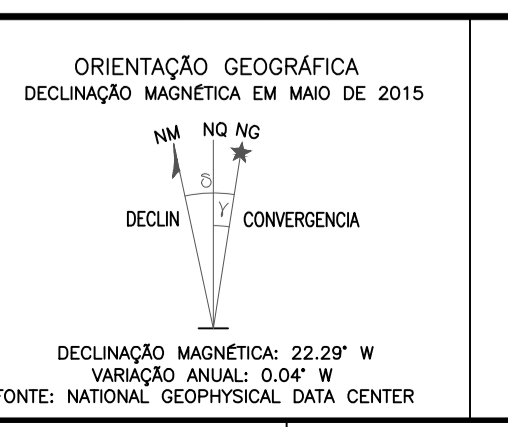 ORIENTAÇÃO GEOGRÁFICA
DECLINAÇÃO MAGNÉTICA EM MAIO DE 2015
NM NQ NG
δ
γ
DECLIN CONVERGENCIA
DECLINAÇÃO MAGNÉTICA: 22.29° W
VARIAÇÃO ANUAL: 0.04° W
FONTE: NATIONAL GEOPHYSICAL DATA CENTER